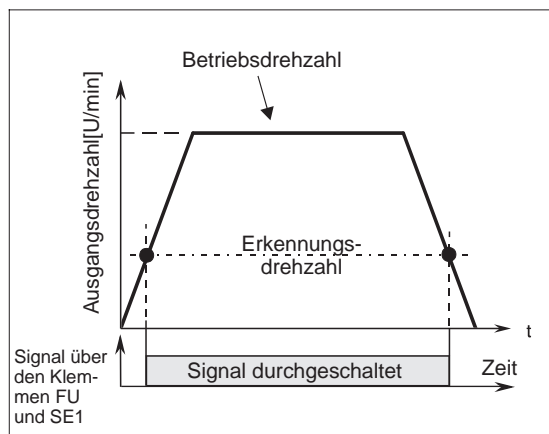 Betriebsdrehzahl
Ausgangsdrehzahl[U/min]
Erkennungs-
drehzahl
t
Signal über
den Klem-
men FU
und SE1
Signal durchgeschaltet
Zeit